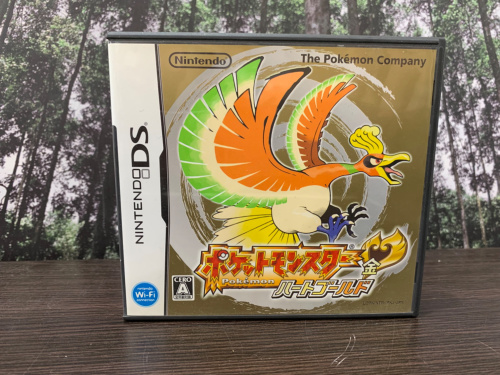 Nintendo
The Pokémon Company
NINTENDO DS
ポケットモンスター
金
Pokémon
ハートゴールド
CERO
A
Nintendo
Wi-Fi